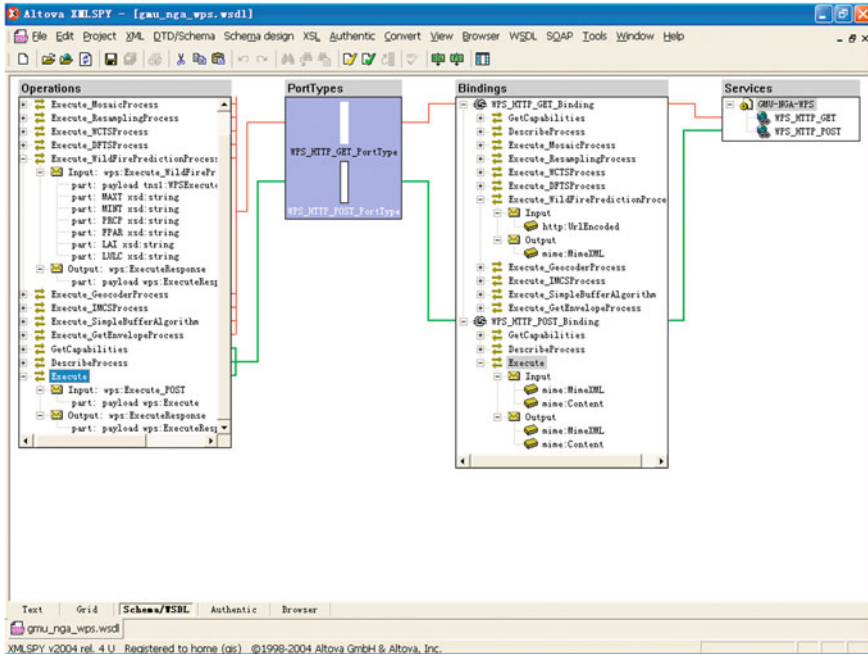 Altova XMLSPY - [gmu_nga_wps.wsdl]
File Edit Project XML DTD/Schema Schema design XSL Authentic Convert View Browser WSDL SOAP Tools Window Help
Operations
Execute_MosaicProcess
Execute_ResamplingProcess
Execute_WCTSProcess
Execute_DFTSProcess
Execute_WildFirePredictionProcess
Input: wps:Execute_WildFirePr
part: payload tns1:WPSExecut
part: MAXT xsd:string
part: MINT xsd:string
part: PRCP xsd:string
part: FPAR xsd:string
part: LAI xsd:string
part: LULC xsd:string
Output: wps:ExecuteResponse
part: payload wps:ExecuteResp
Execute_GeocoderProcess
Execute_IMCSProcess
Execute_SimpleBufferAlgorithm
Execute_GetEnvelopeProcess
GetCapabilities
DescribeProcess
Execute
Input: wps:Execute_POST
part: payload wps:Execute
Output: wps:ExecuteResponse
part: payload wps:ExecuteResp
PortTypes
WPS_HTTP_GET_PortType
WPS_HTTP_POST_PortType
Bindings
WPS_HTTP_GET_Binding
GetCapabilities
DescribeProcess
Execute_MosaicProcess
Execute_ResamplingProcess
Execute_WCTSProcess
Execute_DFTSProcess
Execute_WildFirePredictionProce
Input
http:UrlEncoded
Output
mime:MimeXML
Execute_GeocoderProcess
Execute_IMCSProcess
Execute_SimpleBufferAlgorithm
Execute_GetEnvelopeProcess
WPS_HTTP_POST_Binding
GetCapabilities
DescribeProcess
Execute
Input
mime:MimeXML
mime:Content
Output
mime:MimeXML
mime:Content
Services
GMU-NGA-WPS
WPS_HTTP_GET
WPS_HTTP_POST
Text Grid Schema/WSDL Authentic Browser
gmu_nga_wps.wsdl
XMLSPY v2004 rel. 4 U Registered to home (gis) ©1998-2004 Altova GmbH & Altova, Inc.